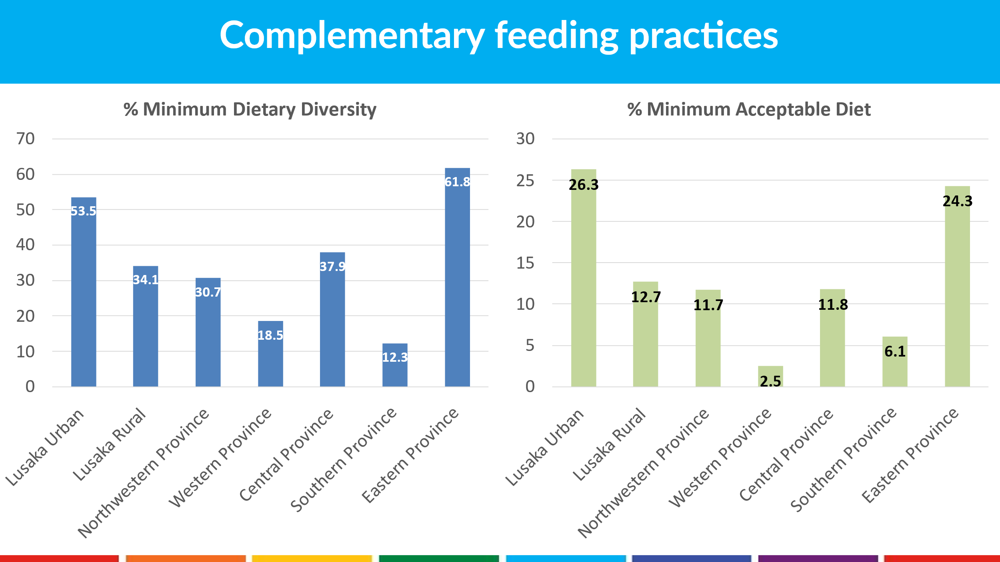 Complementary feeding practices
% Minimum Dietary Diversity
70
60
50
40
30
20
10
0
53.5
34.1
30.7
18.5
37.9
12.3
61.8
Lusaka Urban
Lusaka Rural
Northwestern Province
Western Province
Central Province
Southern Province
Eastern Province
% Minimum Acceptable Diet
30
25
20
15
10
5
0
26.3
12.7
11.7
2.5
11.8
6.1
24.3
Lusaka Urban
Lusaka Rural
Northwestern Province
Western Province
Central Province
Southern Province
Eastern Province